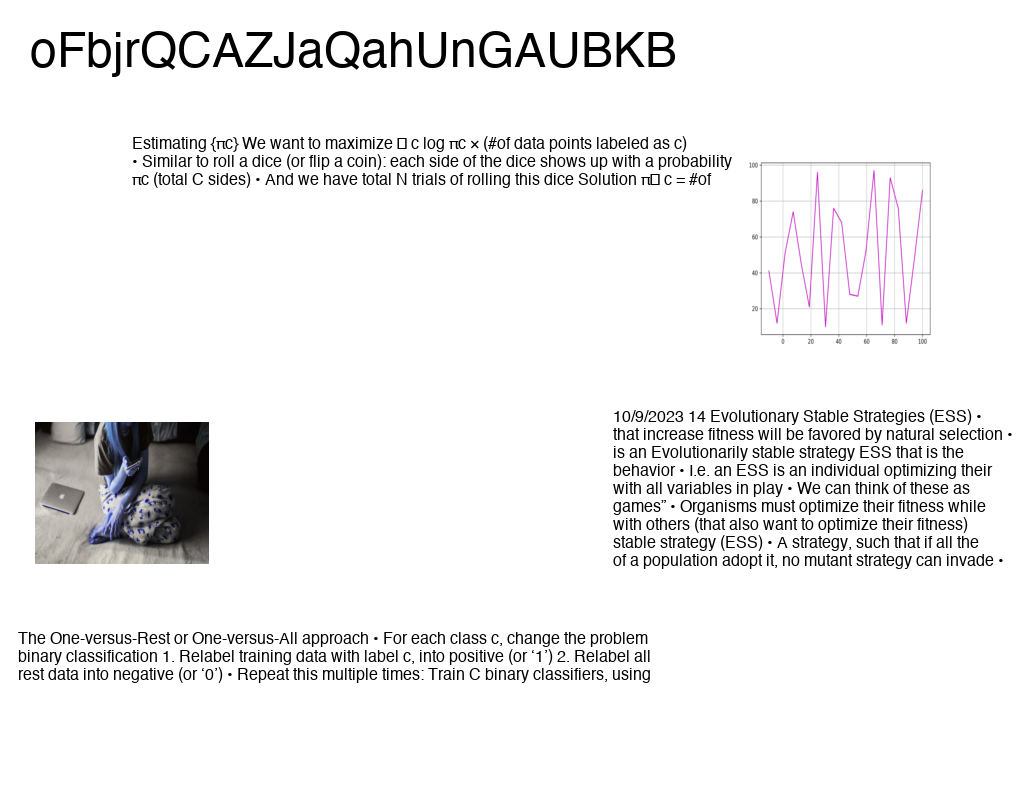 oFbjrQCAZJaQahUnGAUBKB
Estimating {πc} We want to maximize □ c log πc × (#of data points labeled as c)
• Similar to roll a dice (or flip a coin): each side of the dice shows up with a probability
πc (total C sides) • And we have total N trials of rolling this dice Solution π□ c = #of
100
80
60
40
20
0 20 40 60 80 100
10/9/2023 14 Evolutionary Stable Strategies (ESS) •
that increase fitness will be favored by natural selection •
is an Evolutionarily stable strategy ESS that is the
behavior • I.e. an ESS is an individual optimizing their
with all variables in play • We can think of these as
games” • Organisms must optimize their fitness while
with others (that also want to optimize their fitness)
stable strategy (ESS) • A strategy, such that if all the
of a population adopt it, no mutant strategy can invade •
The One-versus-Rest or One-versus-All approach • For each class c, change the problem
binary classification 1. Relabel training data with label c, into positive (or ‘1’) 2. Relabel all
rest data into negative (or ‘0’) • Repeat this multiple times: Train C binary classifiers, using